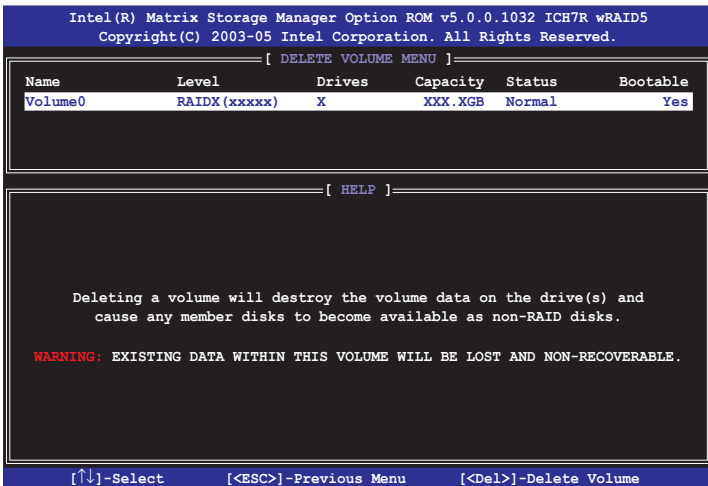 Intel(R) Matrix Storage Manager Option ROM v5.0.0.1032 ICH7R wRAID5
Copyright(C) 2003-05 Intel Corporation. All Rights Reserved.
[ DELETE VOLUME MENU ]
Name Level Drives Capacity Status Bootable
Volume0 RAIDX(xxxxx) X XXX.XGB Normal Yes
[ HELP ]
Deleting a volume will destroy the volume data on the drive(s) and
cause any member disks to become available as non-RAID disks.
WARNING: EXISTING DATA WITHIN THIS VOLUME WILL BE LOST AND NON-RECOVERABLE.
[↑↓]-Select [<ESC>]-Previous Menu [<Del>]-Delete Volume